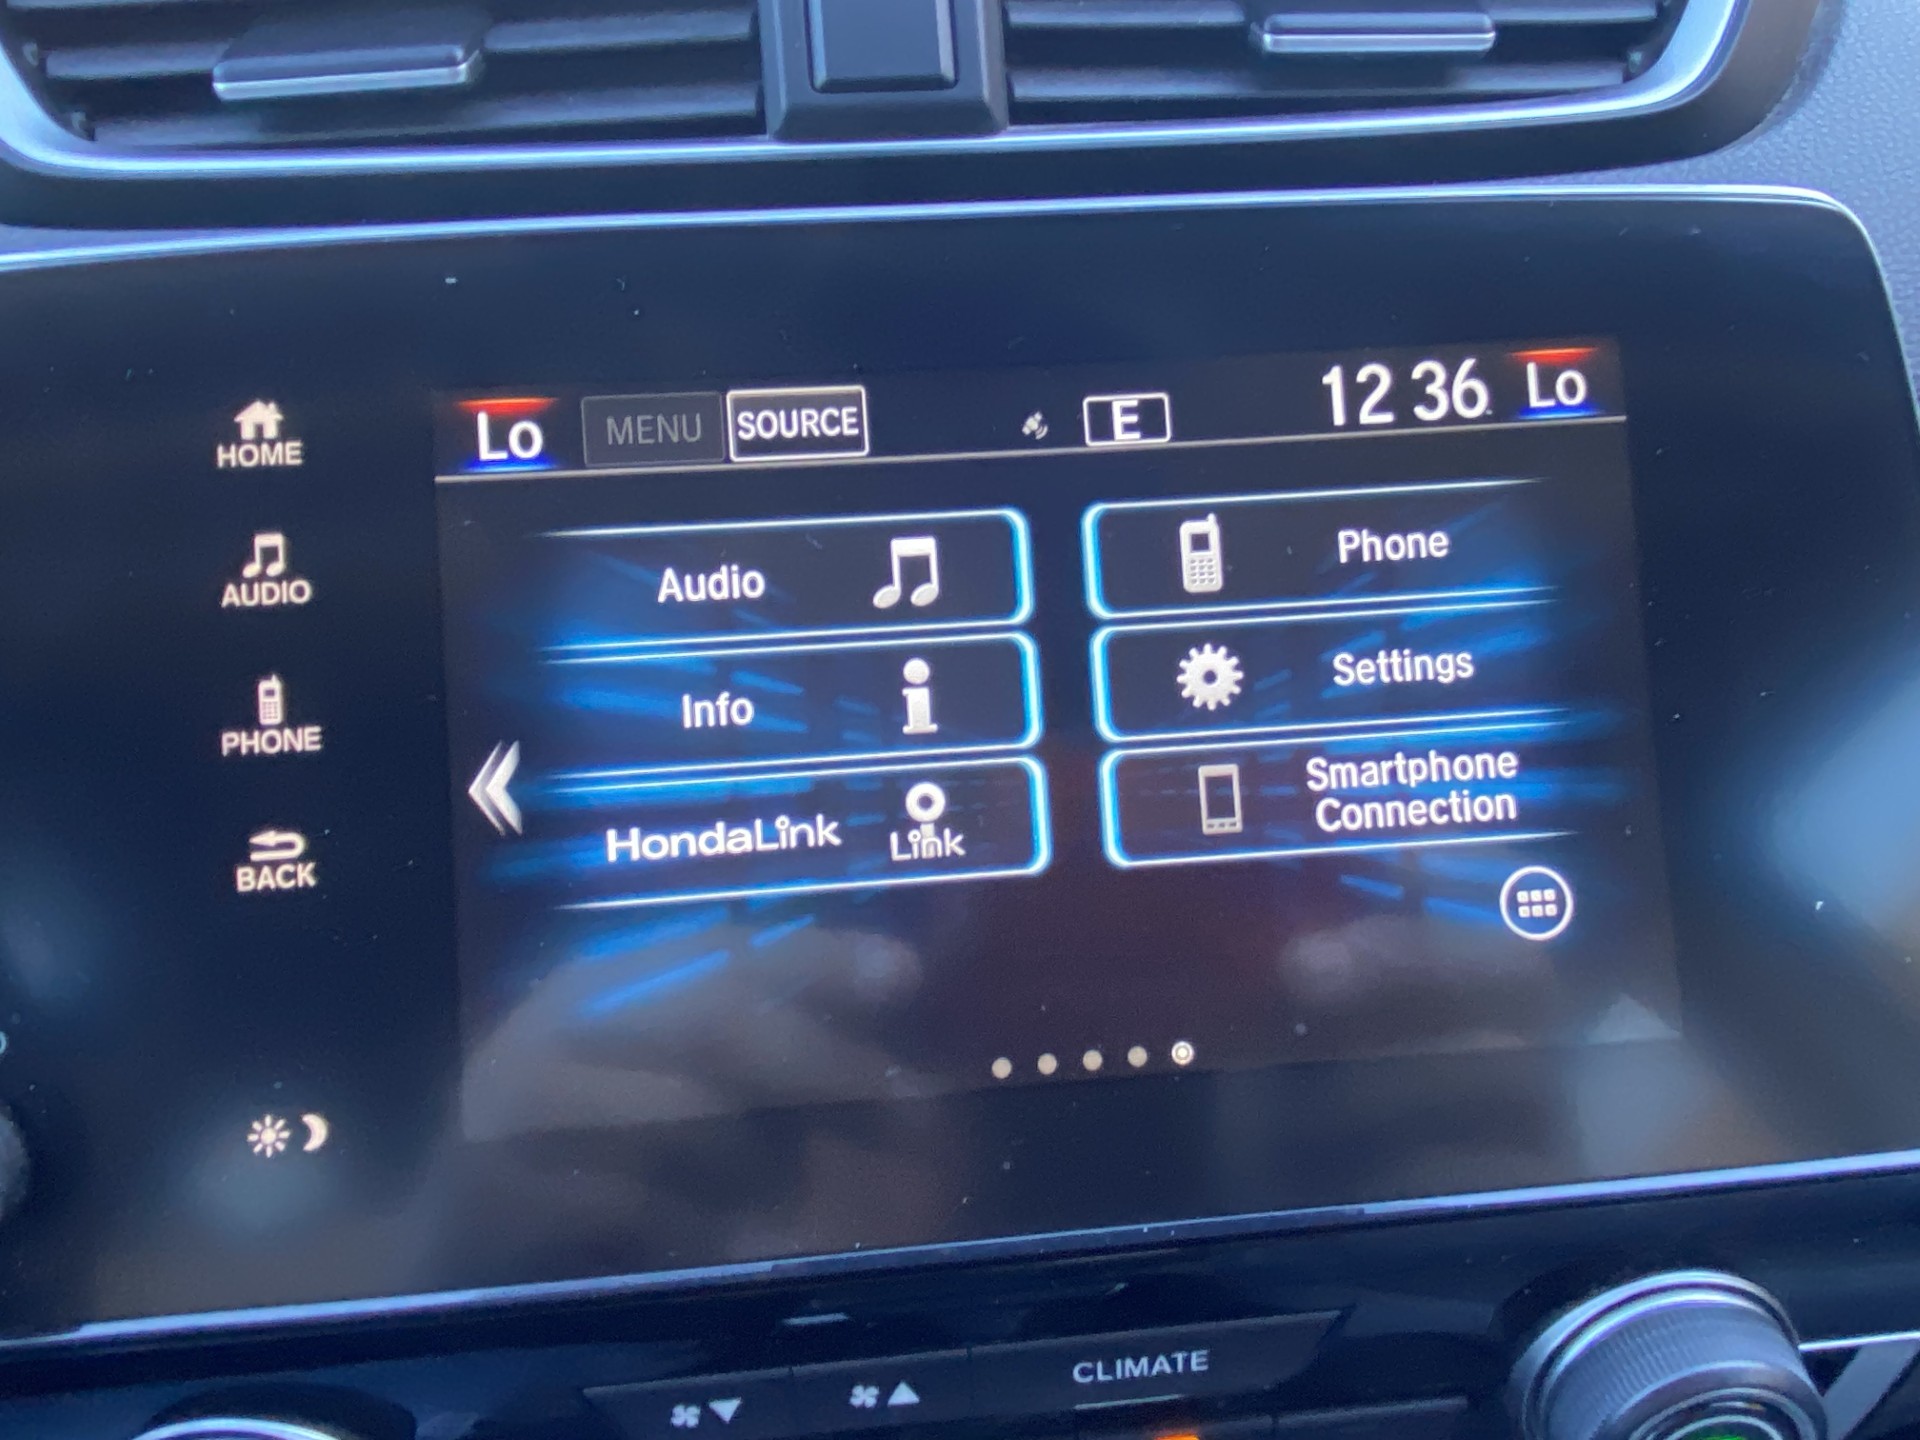 HOME
AUDIO
PHONE
BACK
Lo MENU SOURCE E 12 36 Lo
Audio
Phone
Info
Settings
HondaLink Link
Smartphone
Connection
CLIMATE